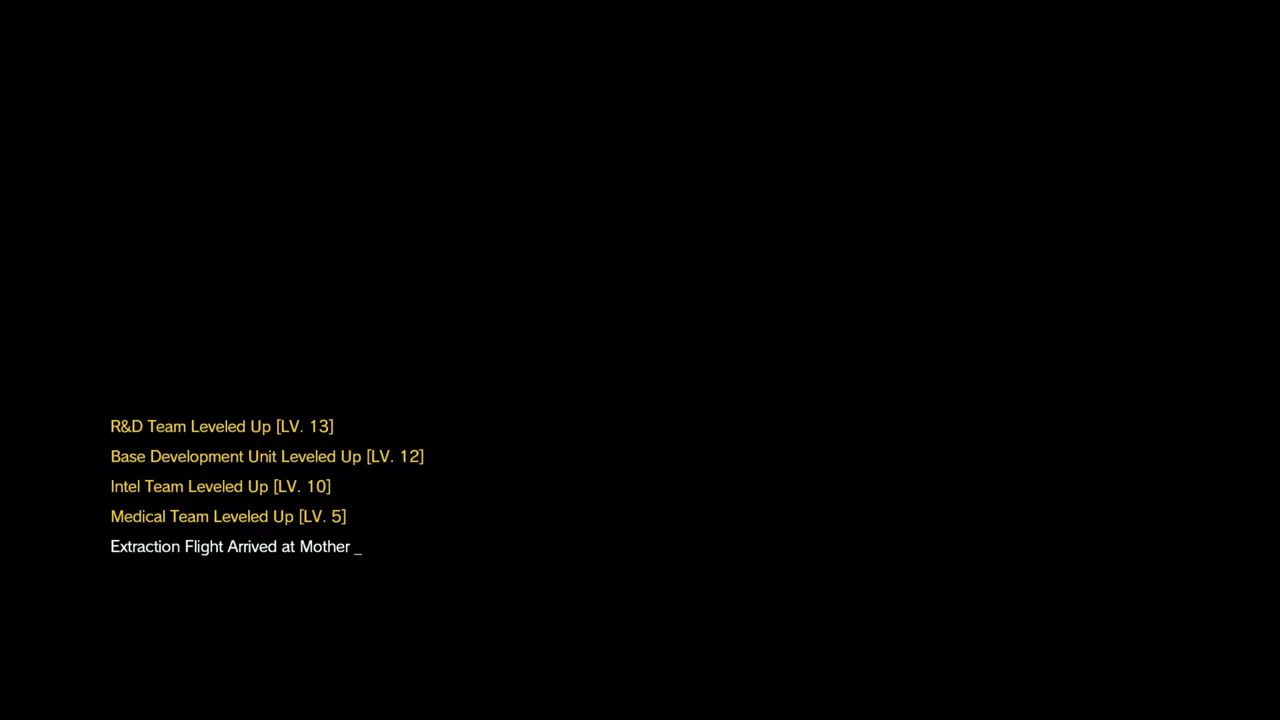 R&D Team Leveled Up [LV. 13]
Base Development Unit Leveled Up [LV. 12]
Intel Team Leveled Up [LV. 10]
Medical Team Leveled Up [LV. 5]
Extraction Flight Arrived at Mother _